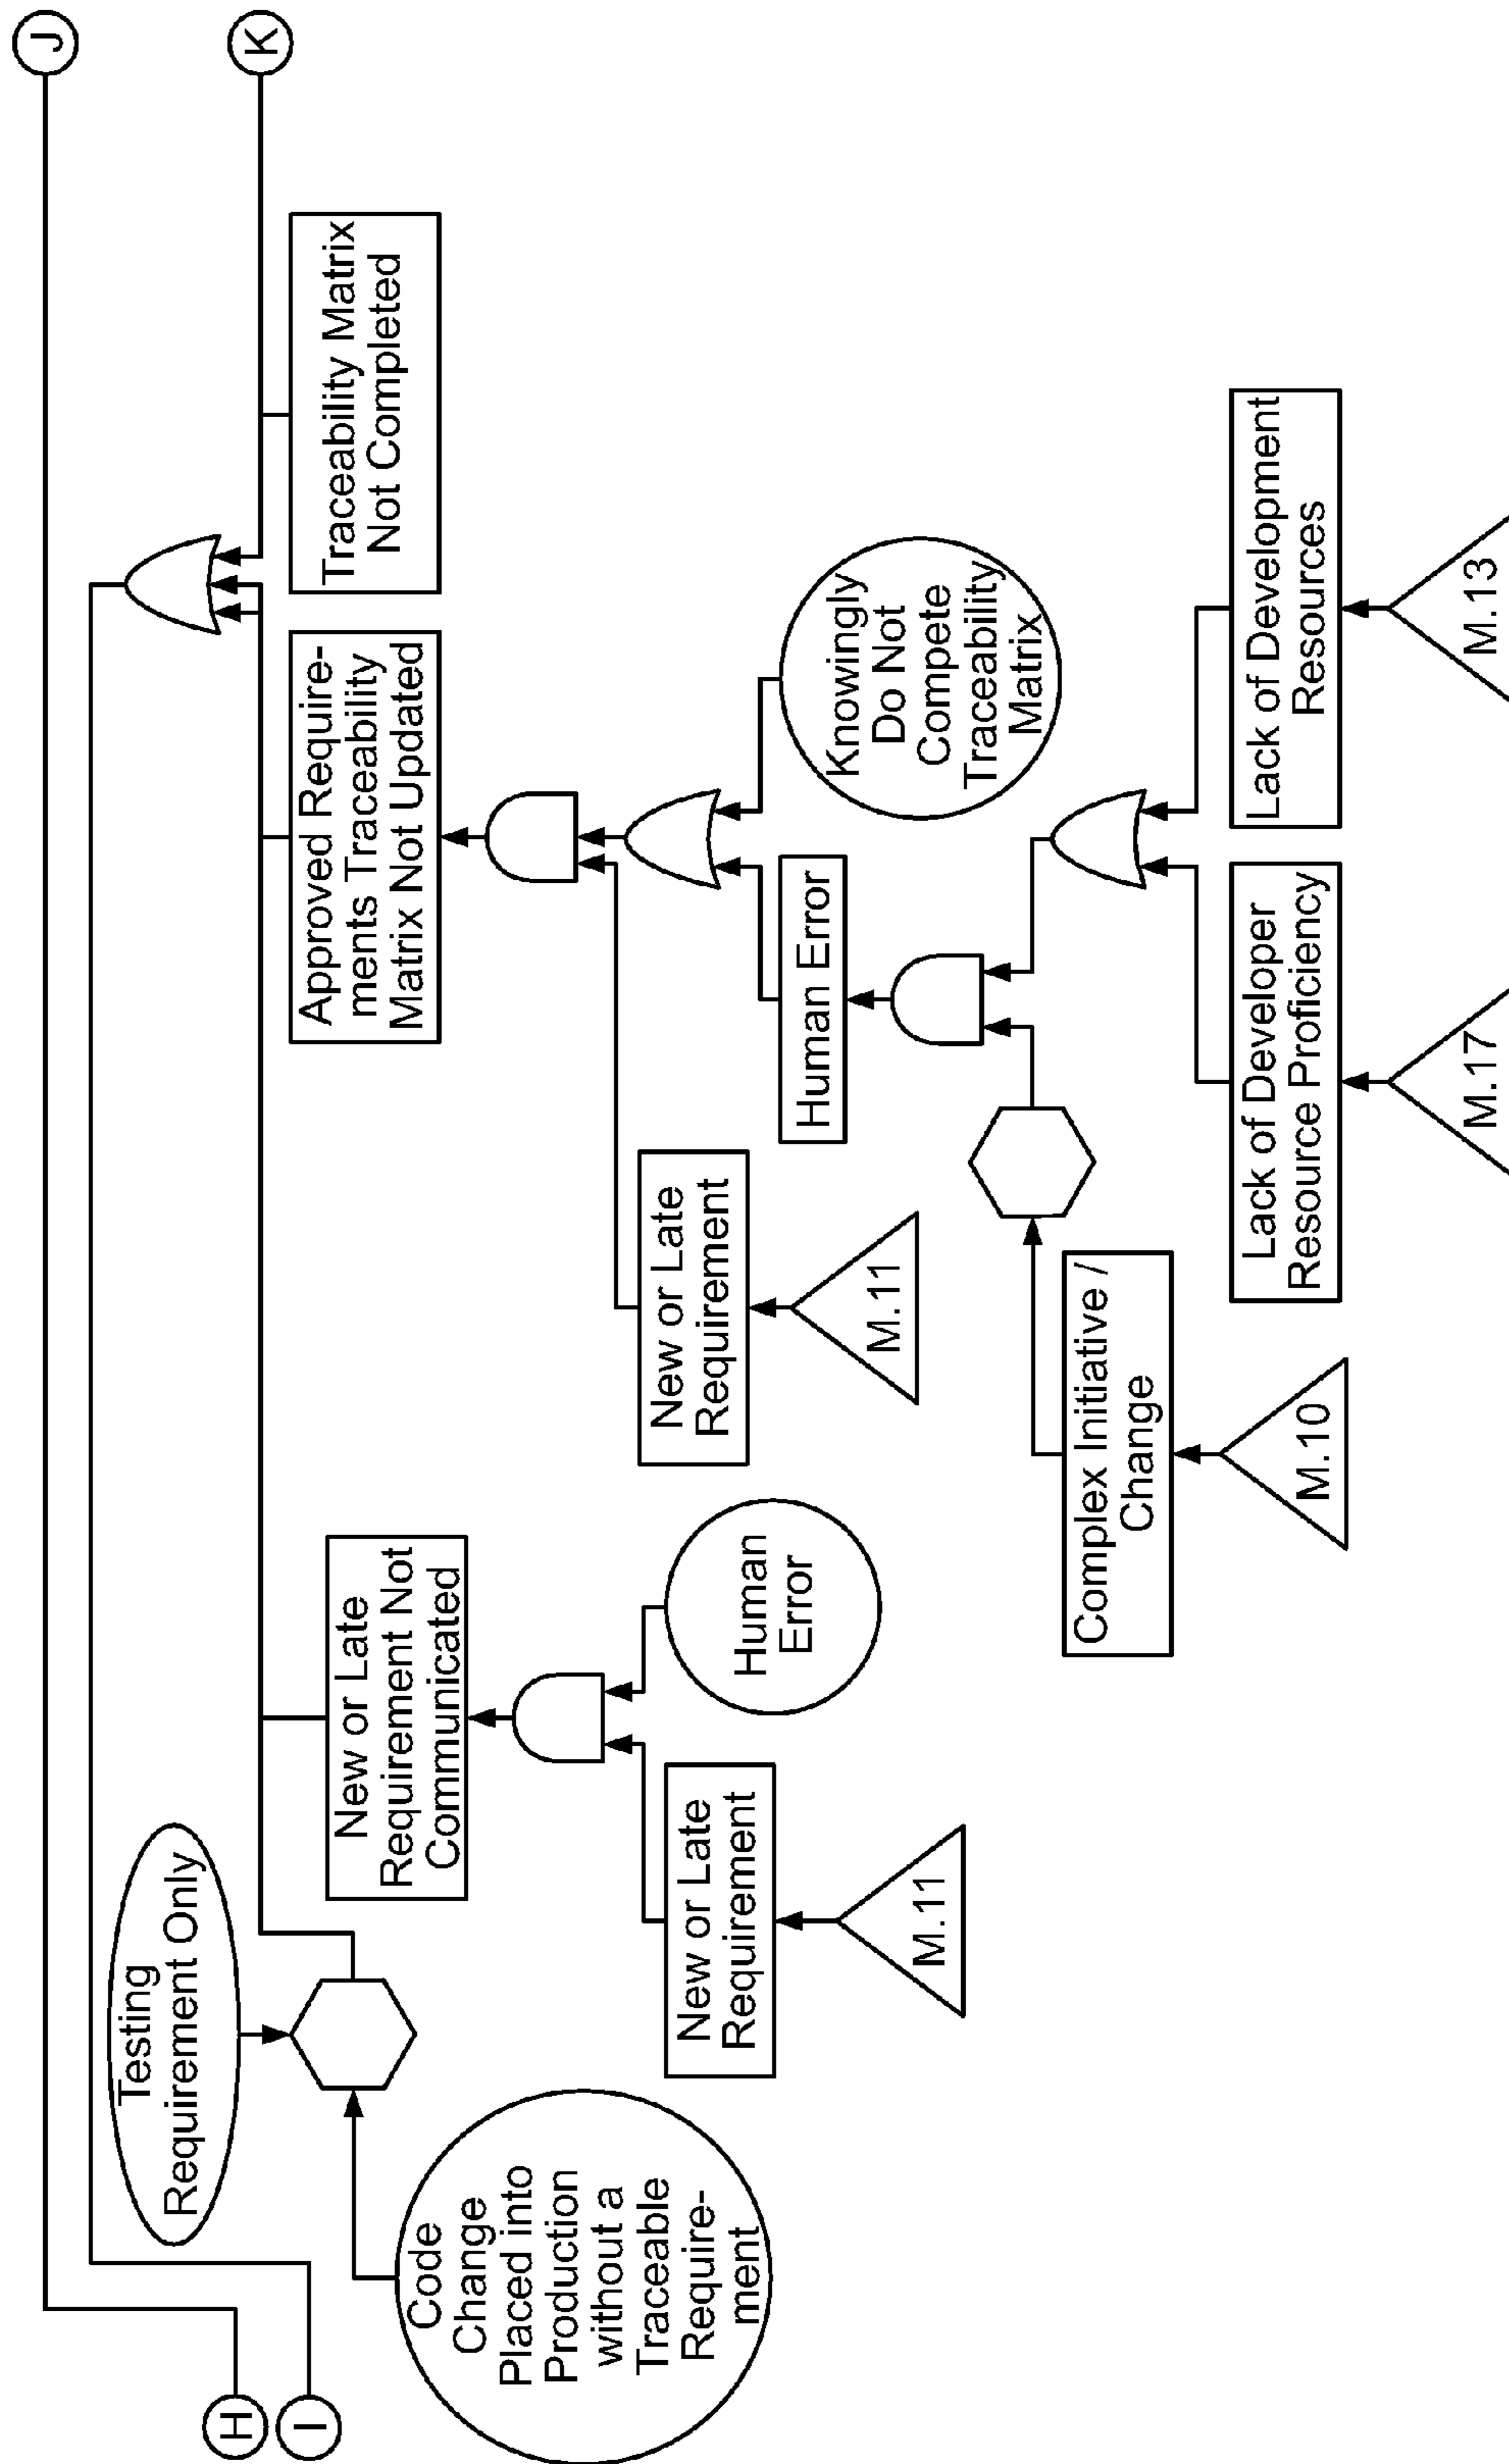 H
I
J
K
Testing
Requirement Only
Code
Change
Placed into
Production
without a
Traceable
Require-
ment
New or Late
Requirement Not
Communicated
New or Late
Requirement
M.11
Human
Error
Approved Require-
ments Traceability
Matrix Not Updated
Traceability Matrix
Not Completed
New or Late
Requirement
M.11
Human Error
Knowingly
Do Not
Compete
Traceability
Matrix
Complex Initiative /
Change
M.10
Lack of Developer
Resource Proficiency
M.17
Lack of Development
Resources
M.13